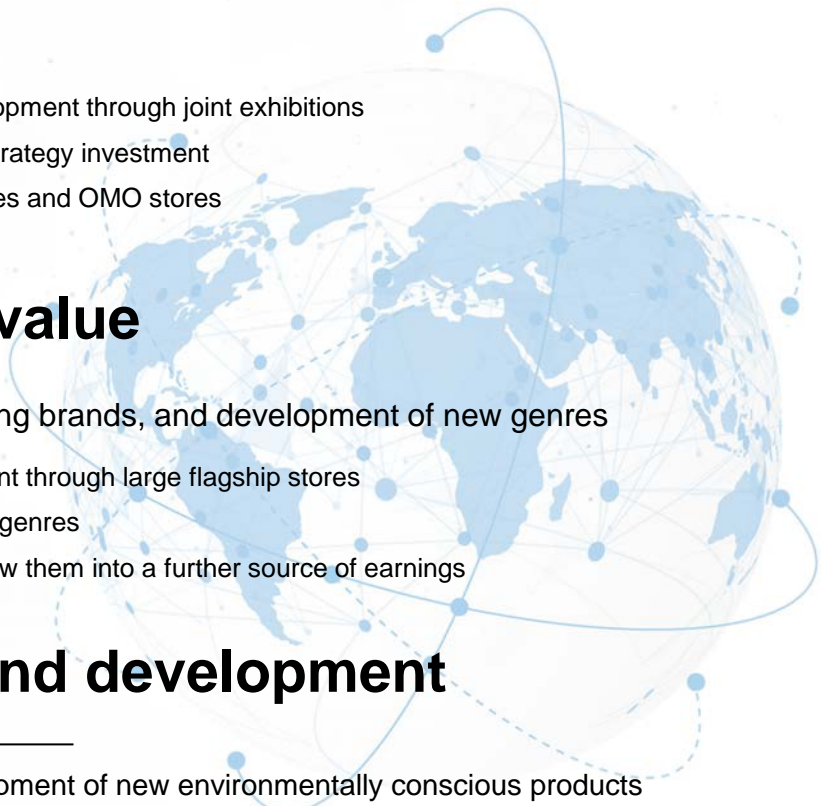 opment through joint exhibitions
rategy investment
es and OMO stores
value
ng brands, and development of new genres
nt through large flagship stores
genres
w them into a further source of earnings
nd development
oment of new environmentally conscious products